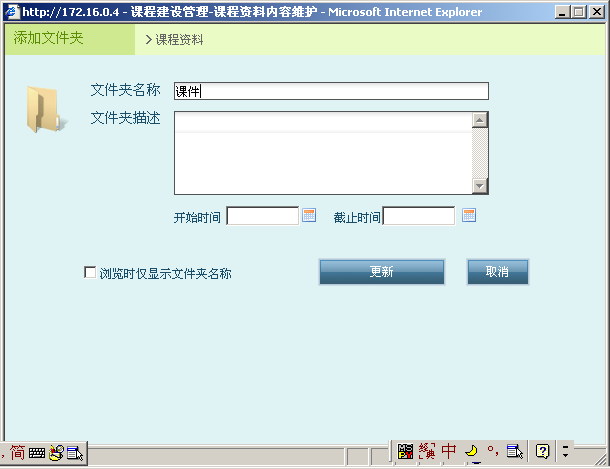 http://172.16.0.4 - 课程建设管理-课程资料内容维护 - Microsoft Internet Explorer
添加文件夹
> 课程资料
文件夹名称 课件
文件夹描述
开始时间 截止时间
浏览时仅显示文件夹名称 更新 取消
简 中